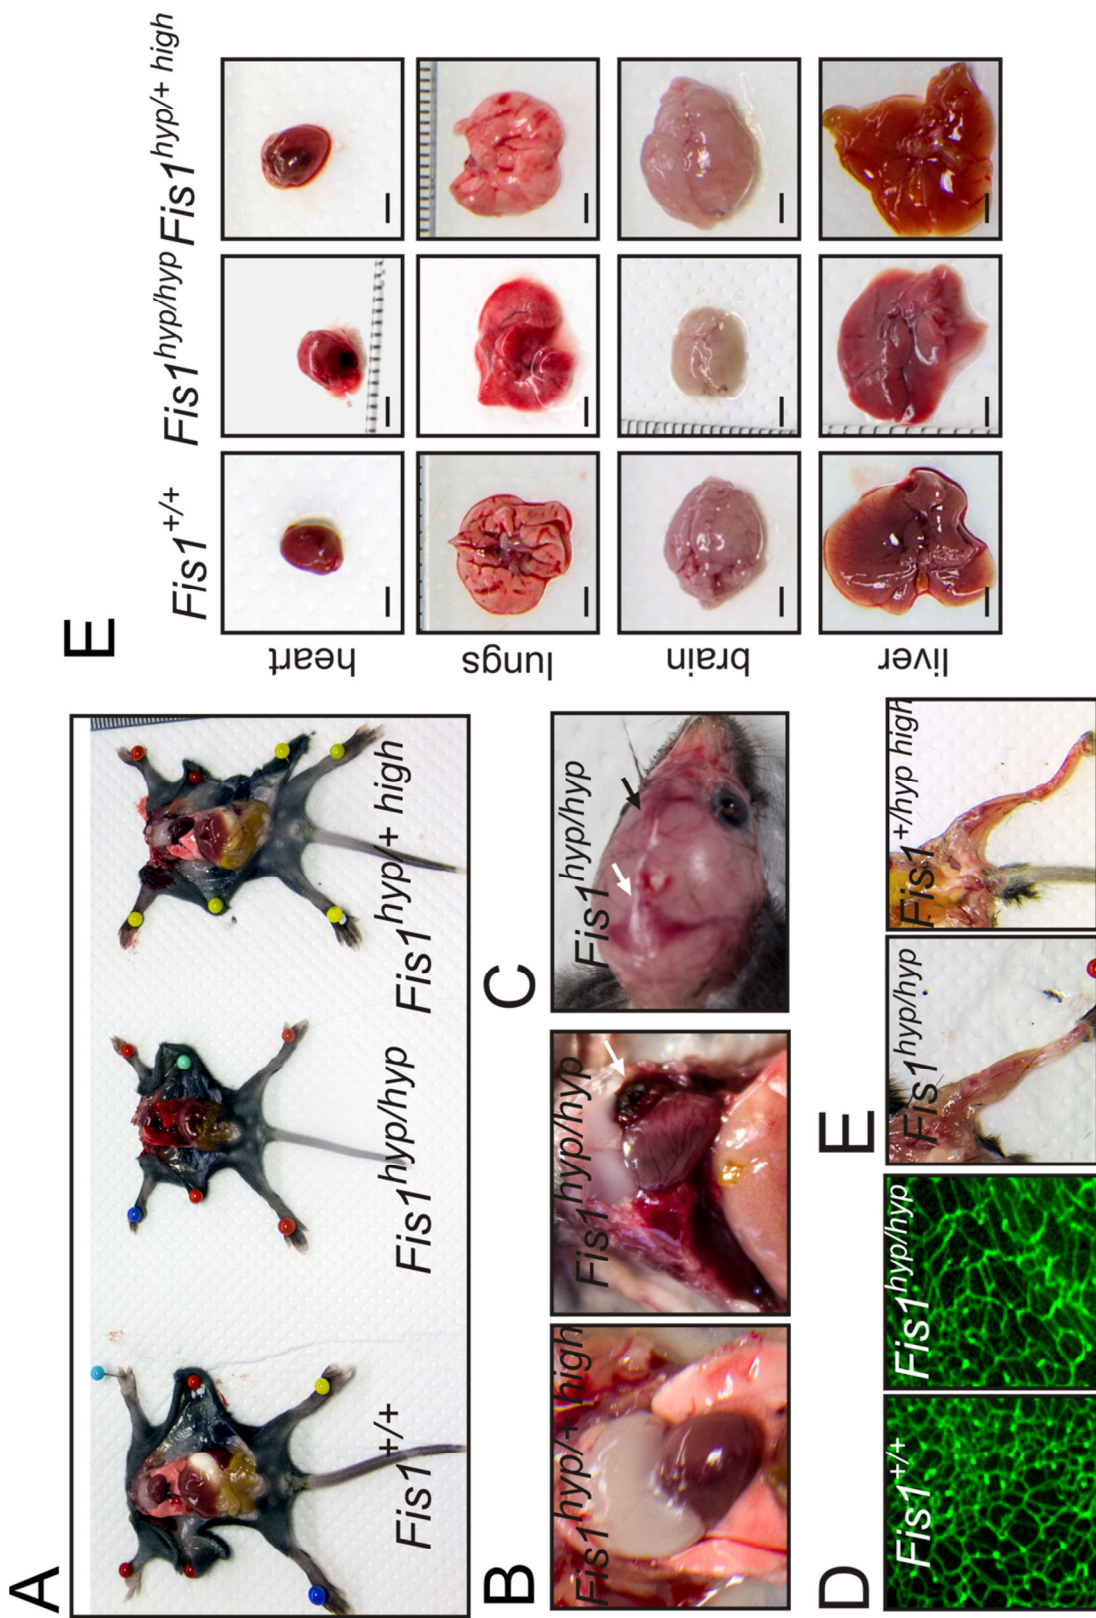 A
Fis1+/+
Fis1hyp/hyp
Fis1hyp/+ high
B
Fis1hyp/+ high
Fis1hyp/hyp
C
Fis1hyp/hyp
D
Fis1+/+
Fis1hyp/hyp
E
Fis1hyp/hyp
Fis1+/hyp high
E
Fis1+/+
Fis1hyp/hyp
Fis1hyp/+ high
heart
lungs
brain
liver